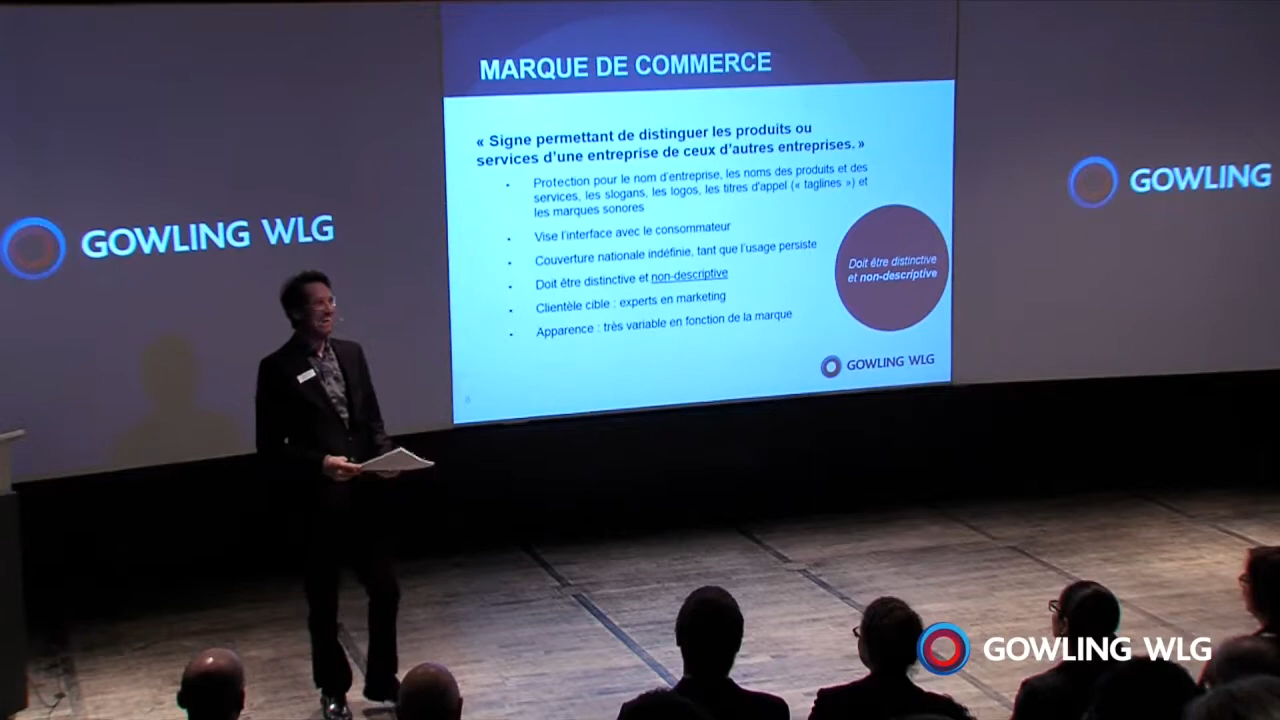 MARQUE DE COMMERCE
« Signe permettant de distinguer les produits ou
services d'une entreprise de ceux d'autres entreprises. »
• Protection pour le nom d'entreprise, les noms des produits et des
services, les slogans, les logos, les titres d'appel (« taglines ») et
les marques sonores
• Vise l'interface avec le consommateur
• Couverture nationale indéfinie, tant que l'usage persiste
• Doit être distinctive et non-descriptive
• Clientèle cible : experts en marketing
• Apparence : très variable en fonction de la marque
Doit être distinctive
et non-descriptive
GOWLING WLG
GOWLING WLG
GOWLING
GOWLING WLG